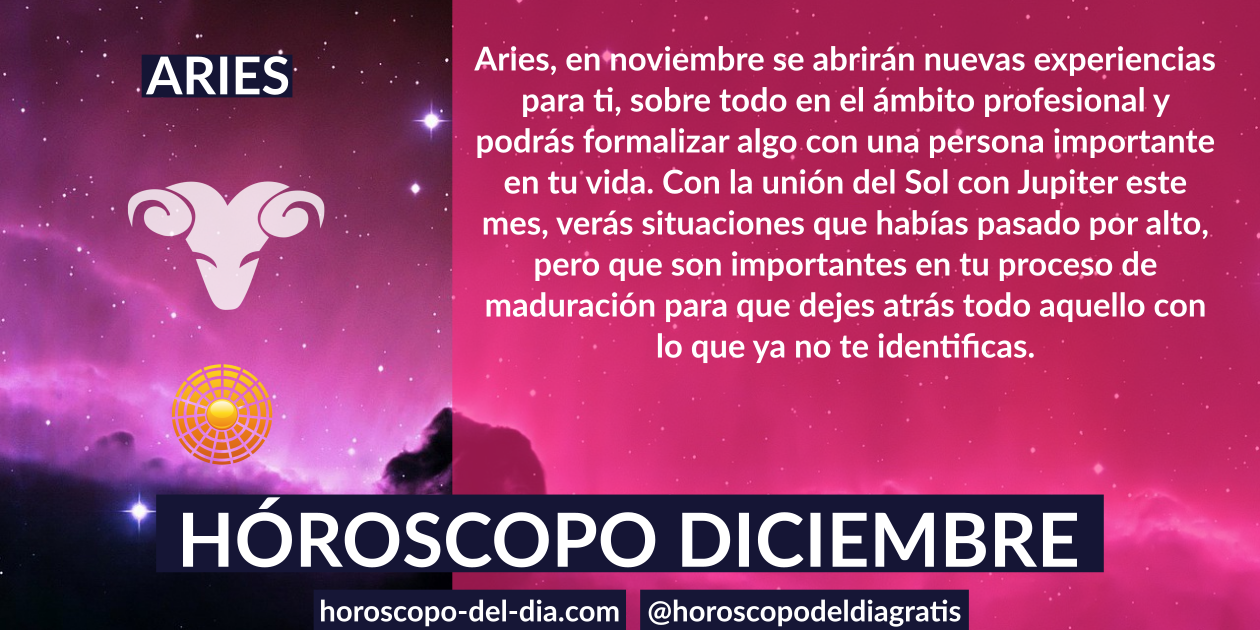 ARIES
Aries, en noviembre se abrirán nuevas experiencias
para ti, sobre todo en el ámbito profesional y
podrás formalizar algo con una persona importante
en tu vida. Con la unión del Sol con Jupiter este
mes, verás situaciones que habías pasado por alto,
pero que son importantes en tu proceso de
maduración para que dejes atrás todo aquello con
lo que ya no te identificas.
HÓROSCOPO DICIEMBRE
horoscopo-del-dia.com
@horoscopodeldiagratis